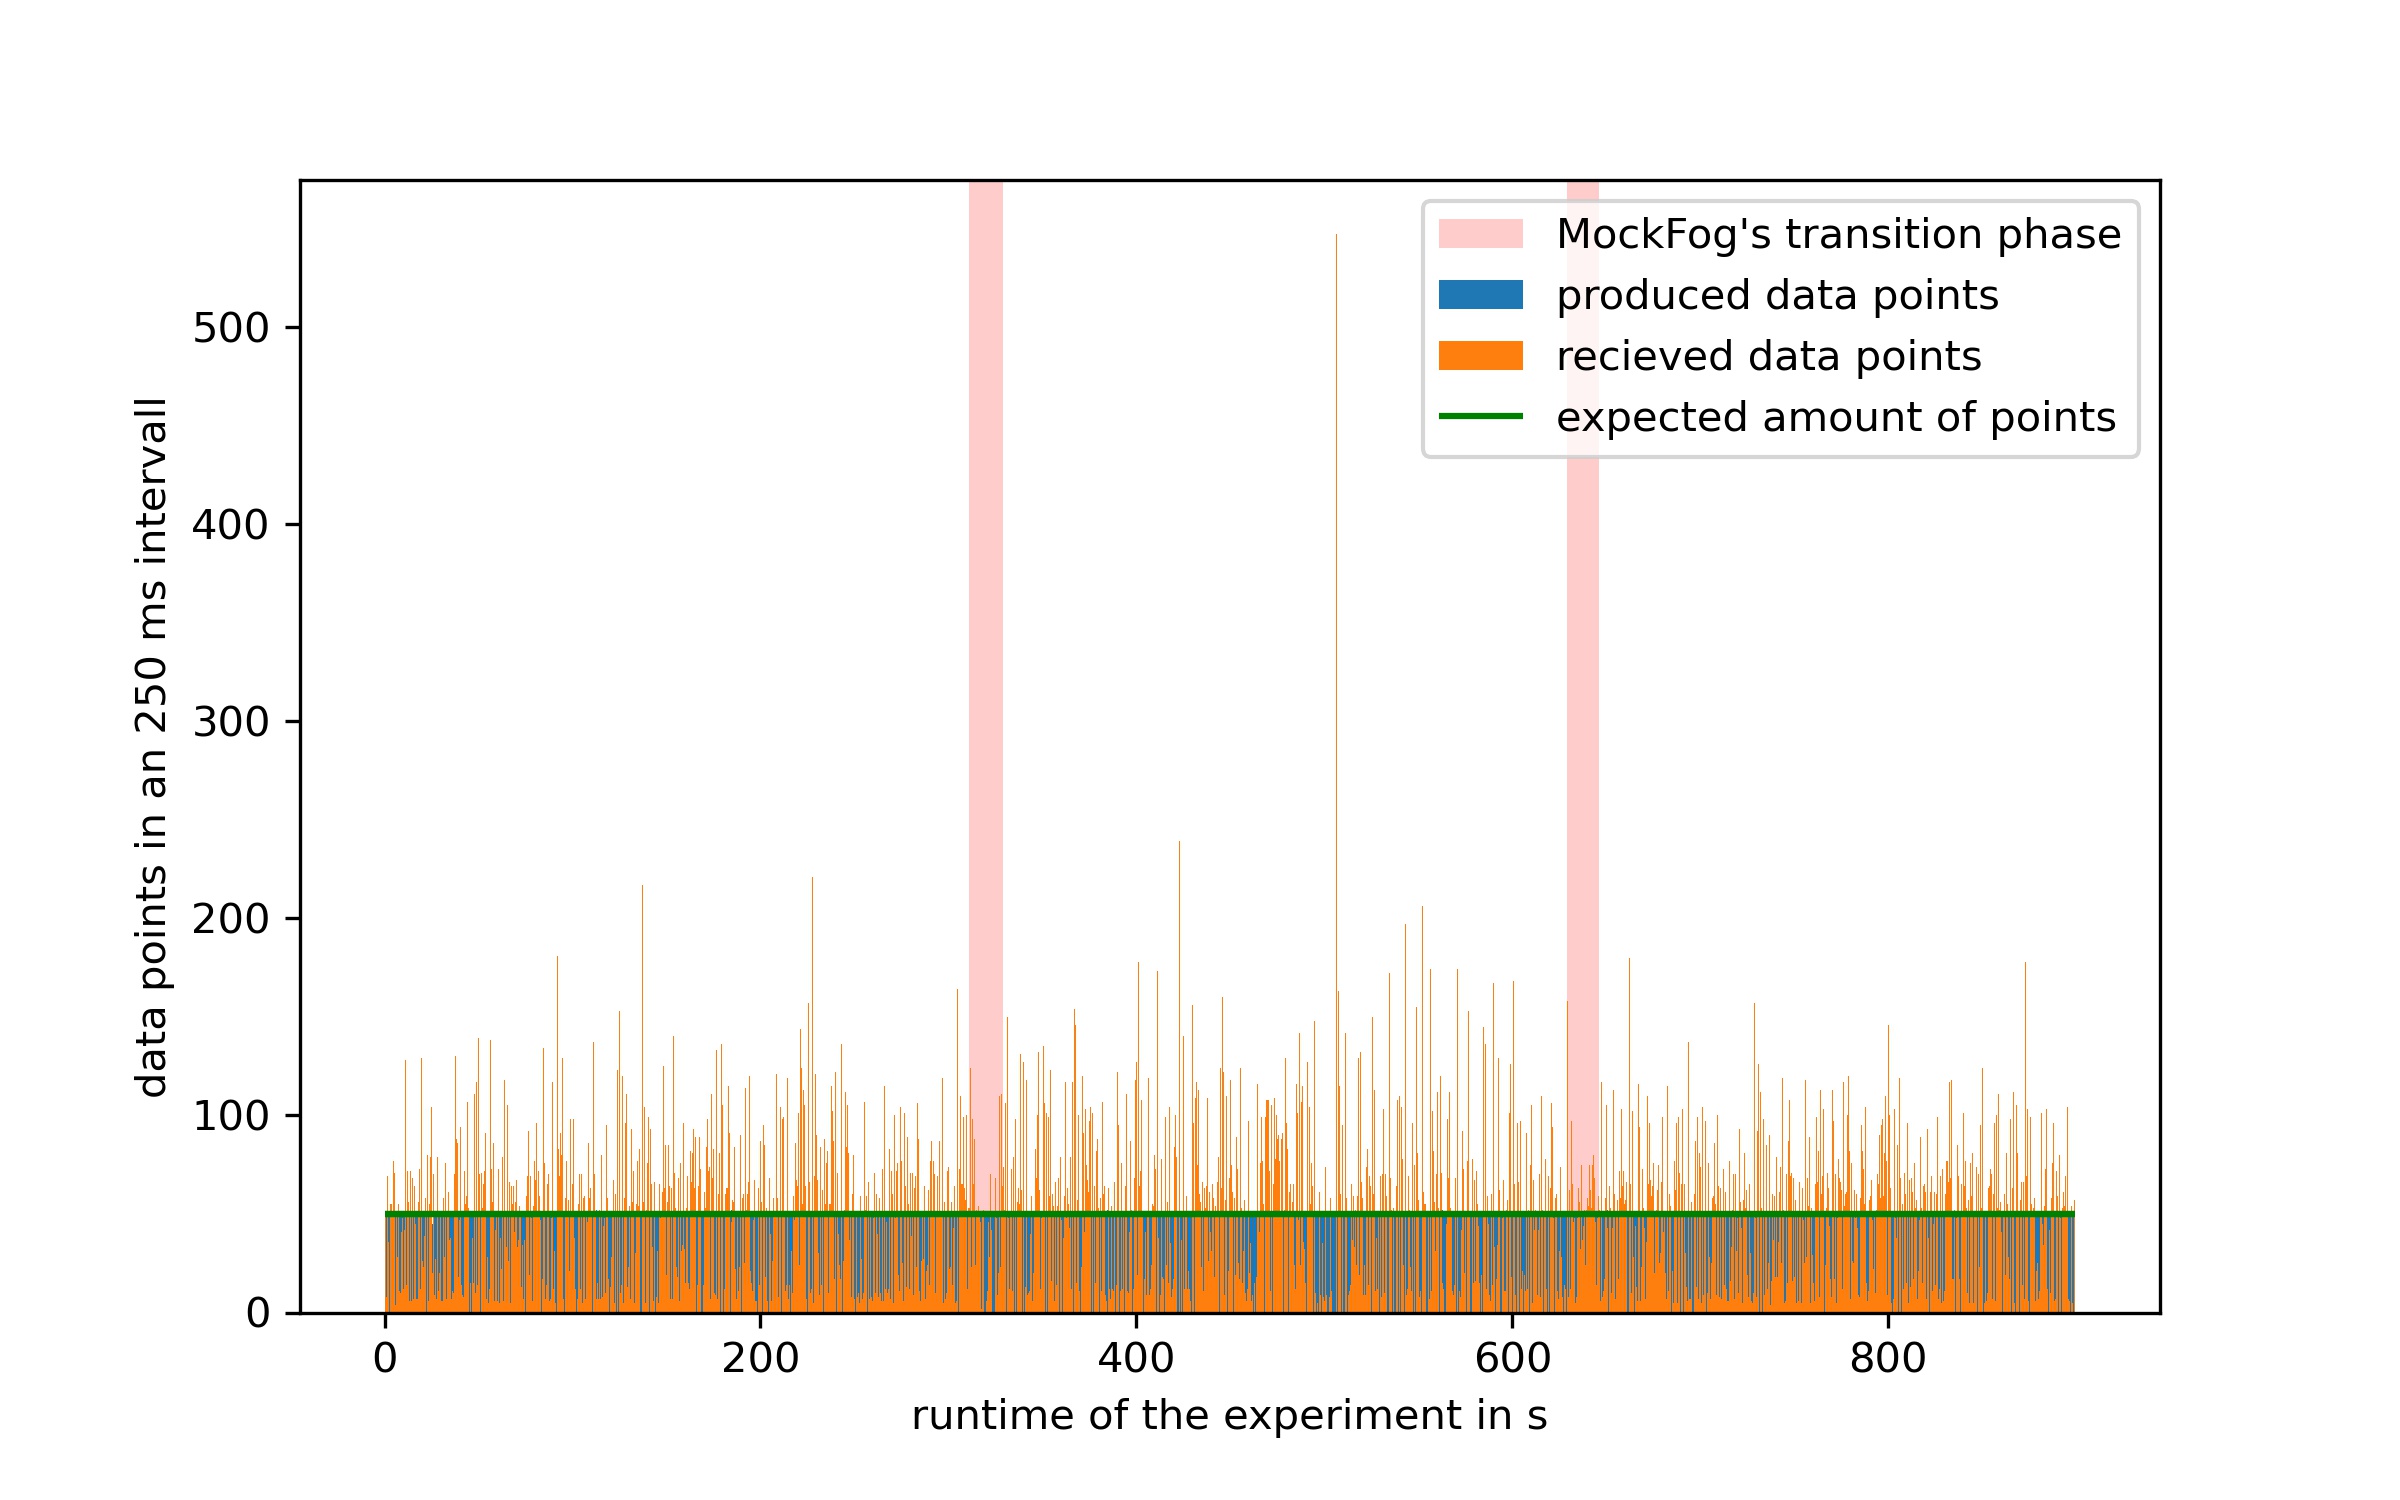 MockFog's transition phase
produced data points
recieved data points
expected amount of points
data points in an 250 ms intervall
500
400
300
200
100
0
0 200 400 600 800
runtime of the experiment in s